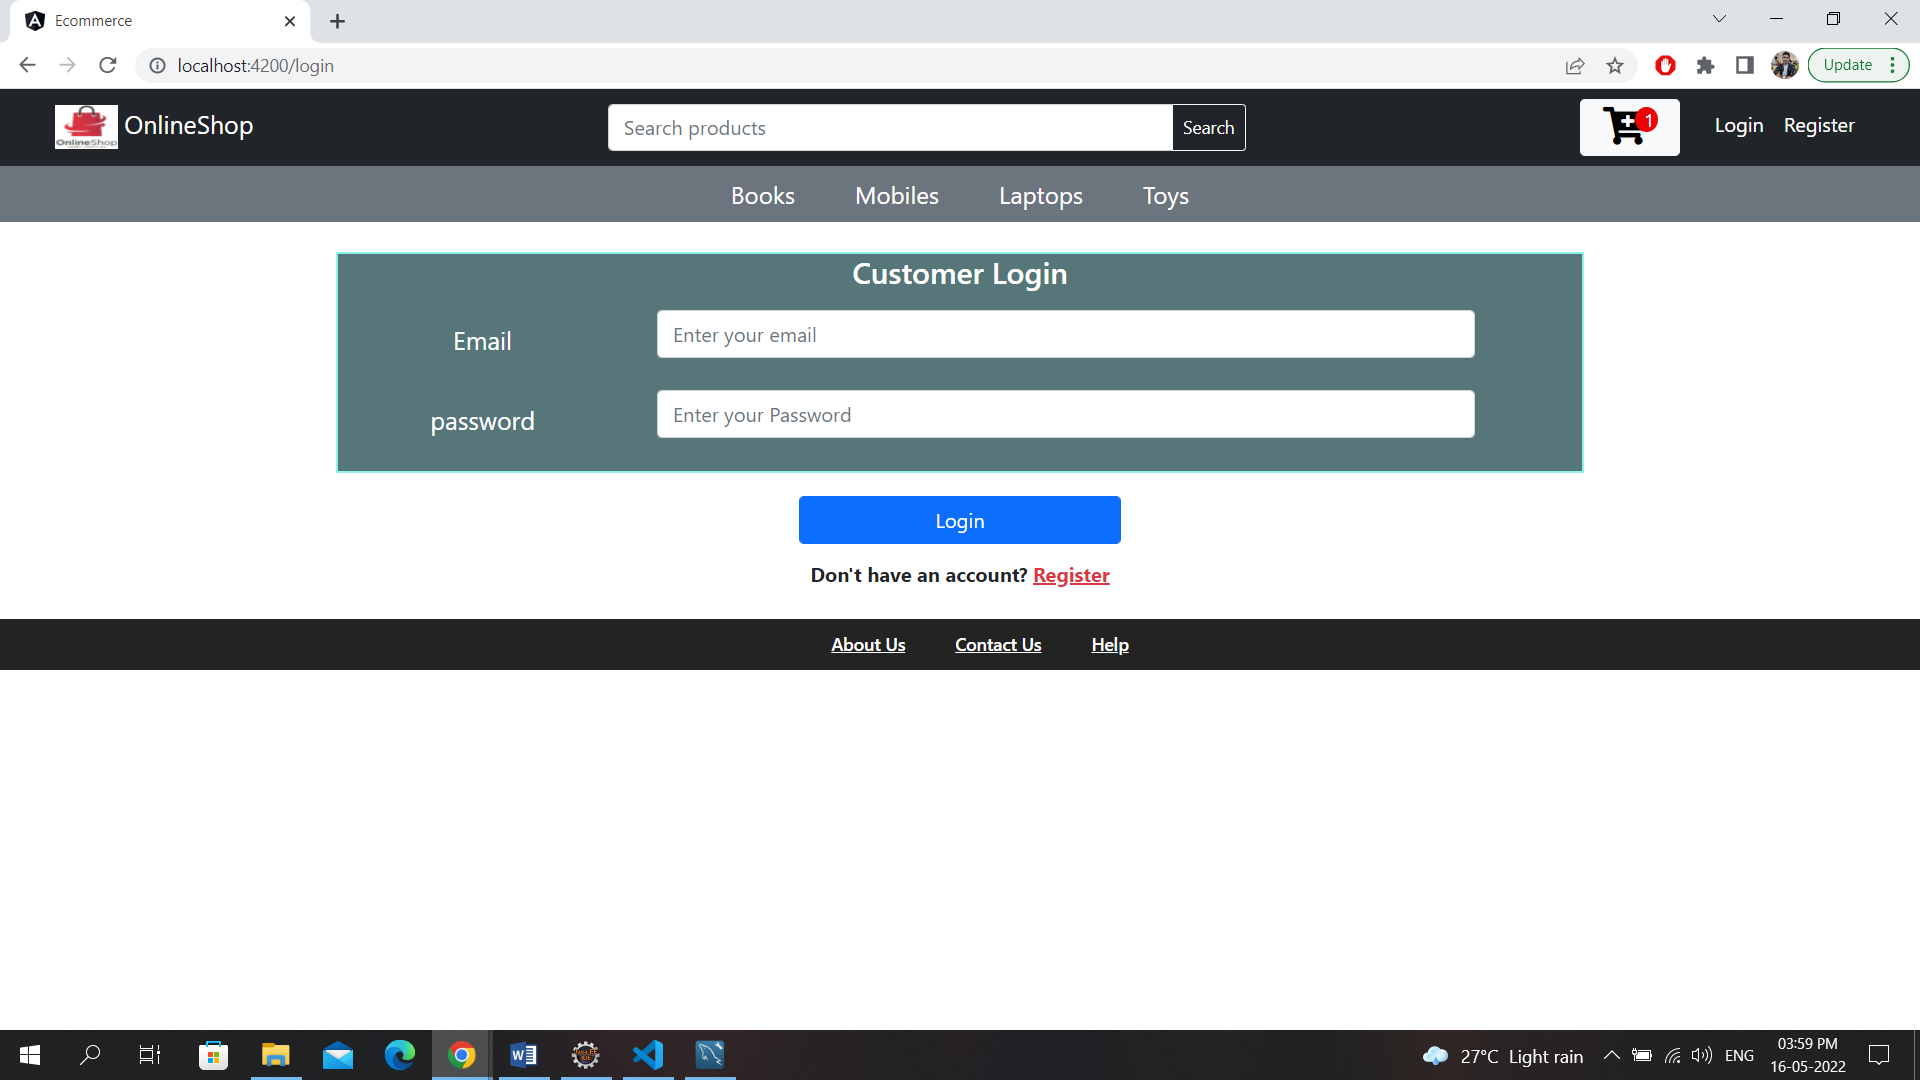 Ecommerce
localhost:4200/login
Update
OnlineShop
OnlineShop
Search products
Search
1
Login
Register
Books
Mobiles
Laptops
Toys
Customer Login
Email
Enter your email
password
Enter your Password
Login
Don't have an account? Register
About Us
Contact Us
Help
27°C Light rain
ENG
03:59 PM
16-05-2022